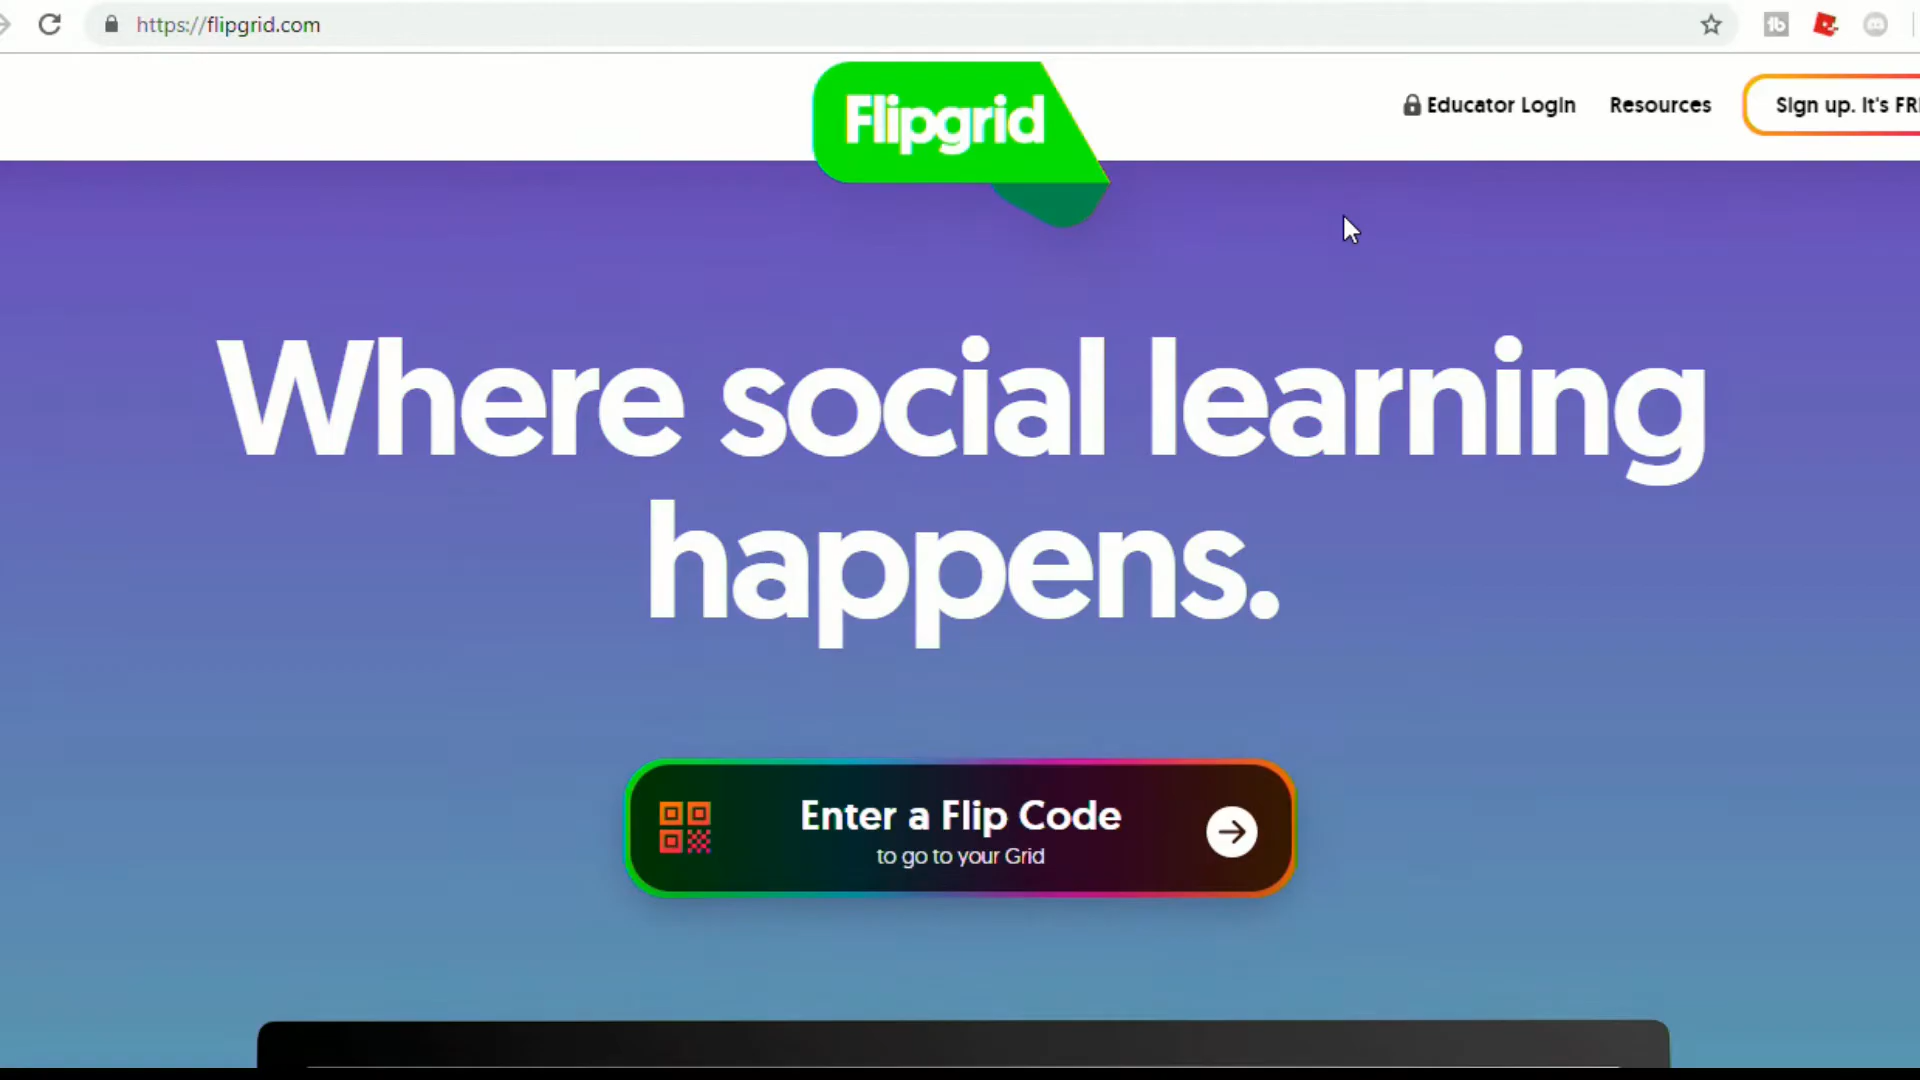 https://flipgrid.com
Flipgrid
Educator Login Resources Sign up. It's FR
Where social learning
happens.
Enter a Flip Code
to go to your Grid